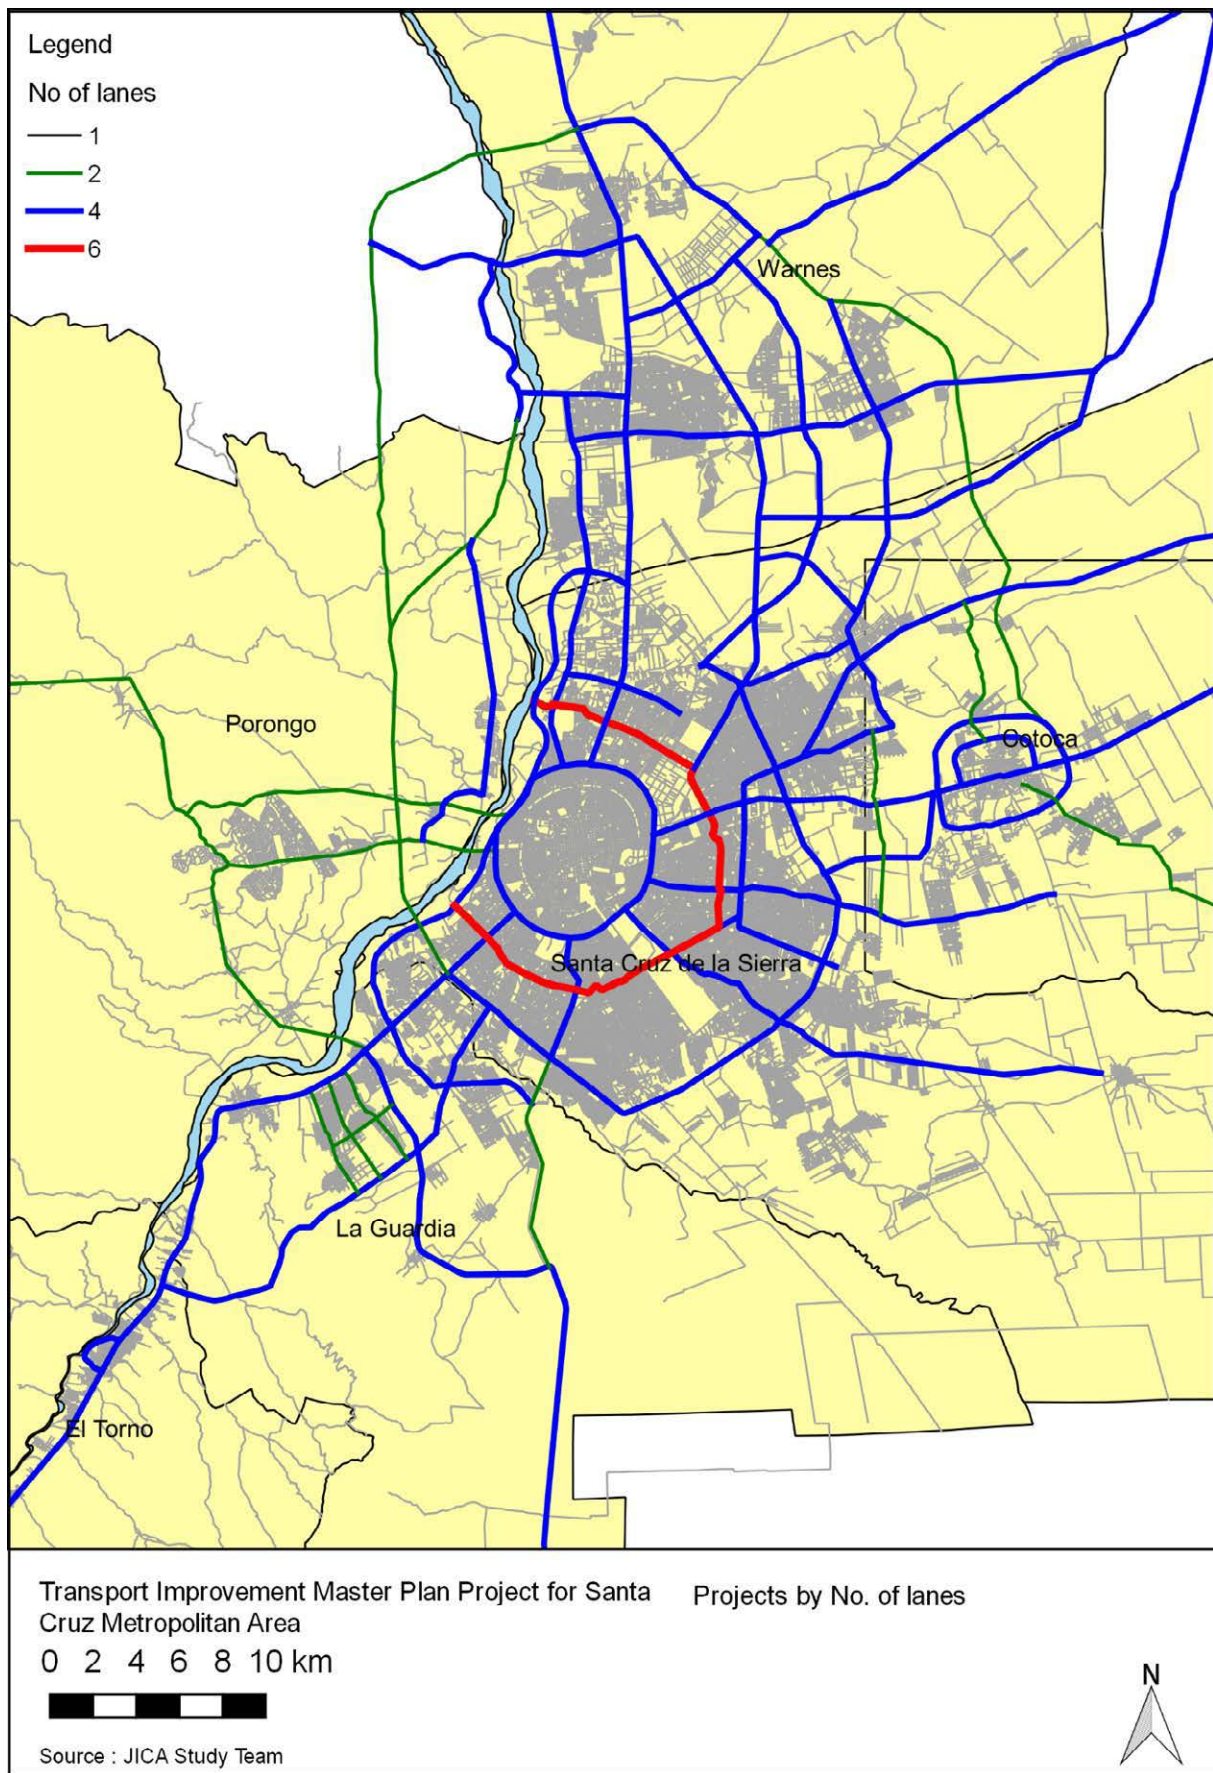 Legend
No of lanes
1
2
4
6
Warnes
Porongo
Cotoca
Santa Cruz de la Sierra
La Guardia
El Torno
Transport Improvement Master Plan Project for Santa
Cruz Metropolitan Area
Projects by No. of lanes
0 2 4 6 8 10 km
N
Source : JICA Study Team